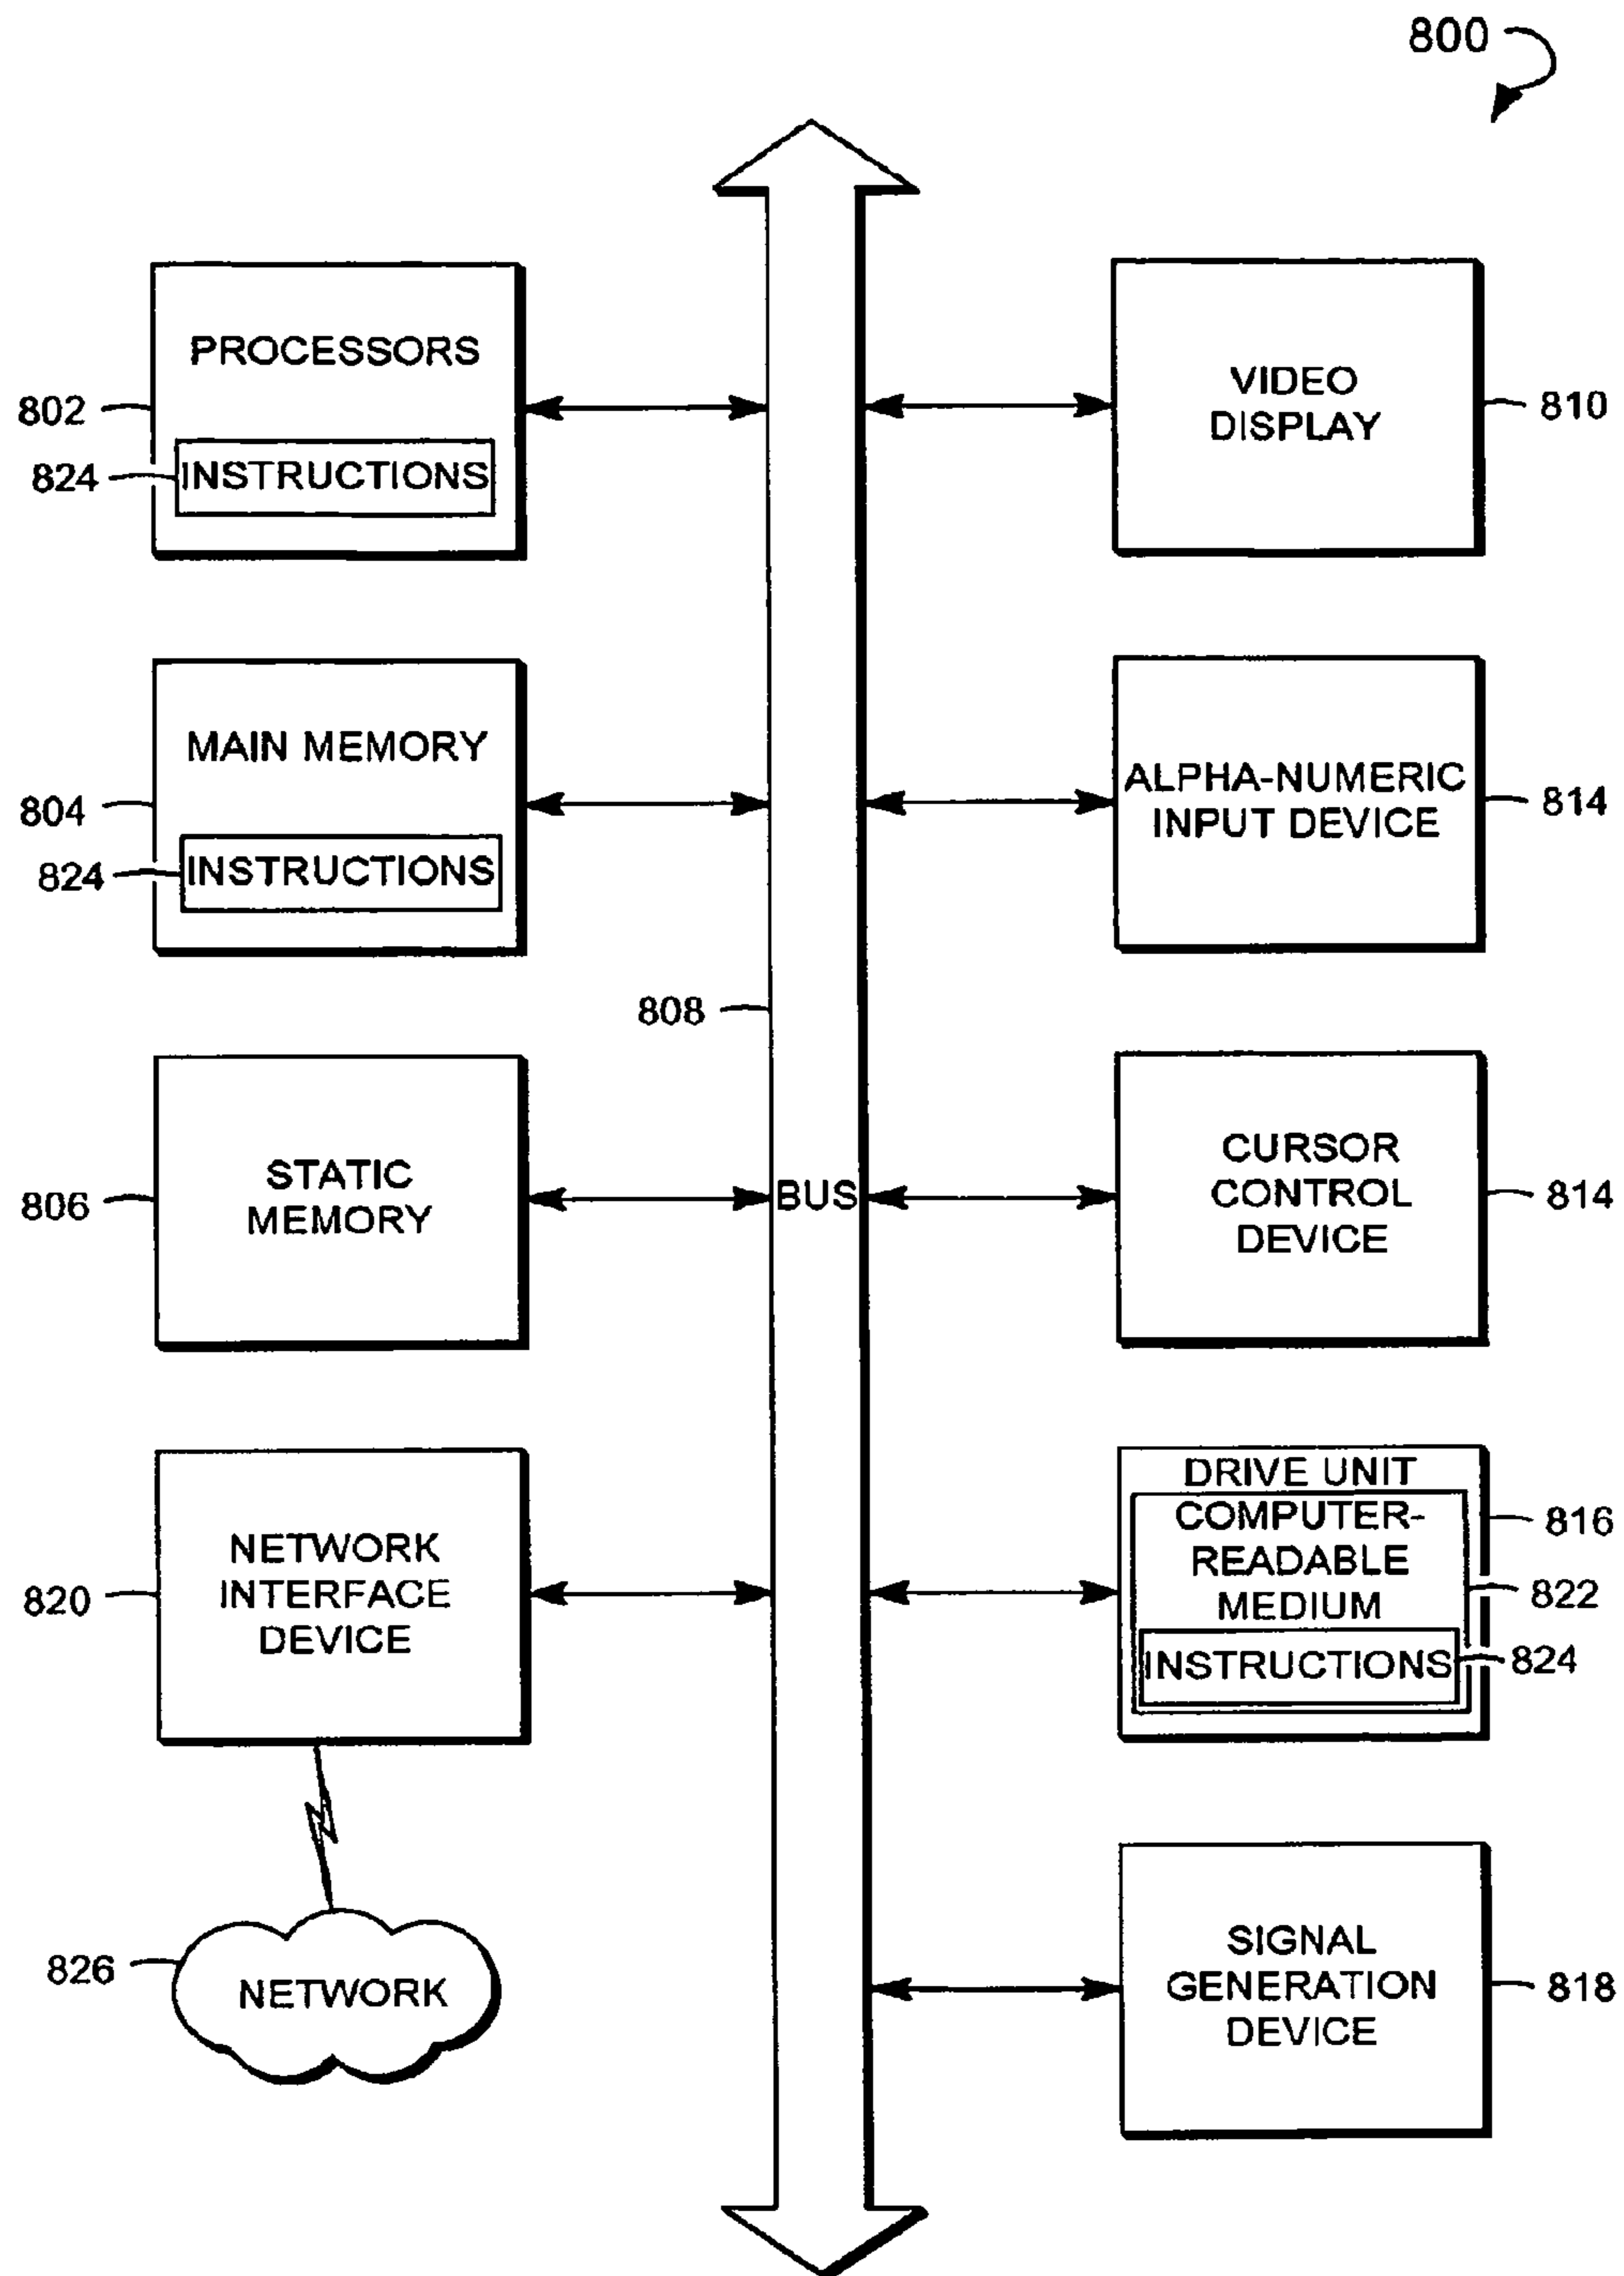 800
PROCESSORS
802
824
INSTRUCTIONS
VIDEO
DISPLAY
810
MAIN MEMORY
804
824
INSTRUCTIONS
ALPHA-NUMERIC
INPUT DEVICE
814
808
STATIC
MEMORY
806
BUS
CURSOR
CONTROL
DEVICE
814
NETWORK
INTERFACE
DEVICE
820
DRIVE UNIT
COMPUTER-
READABLE
MEDIUM
816
822
INSTRUCTIONS
824
826
NETWORK
SIGNAL
GENERATION
DEVICE
818